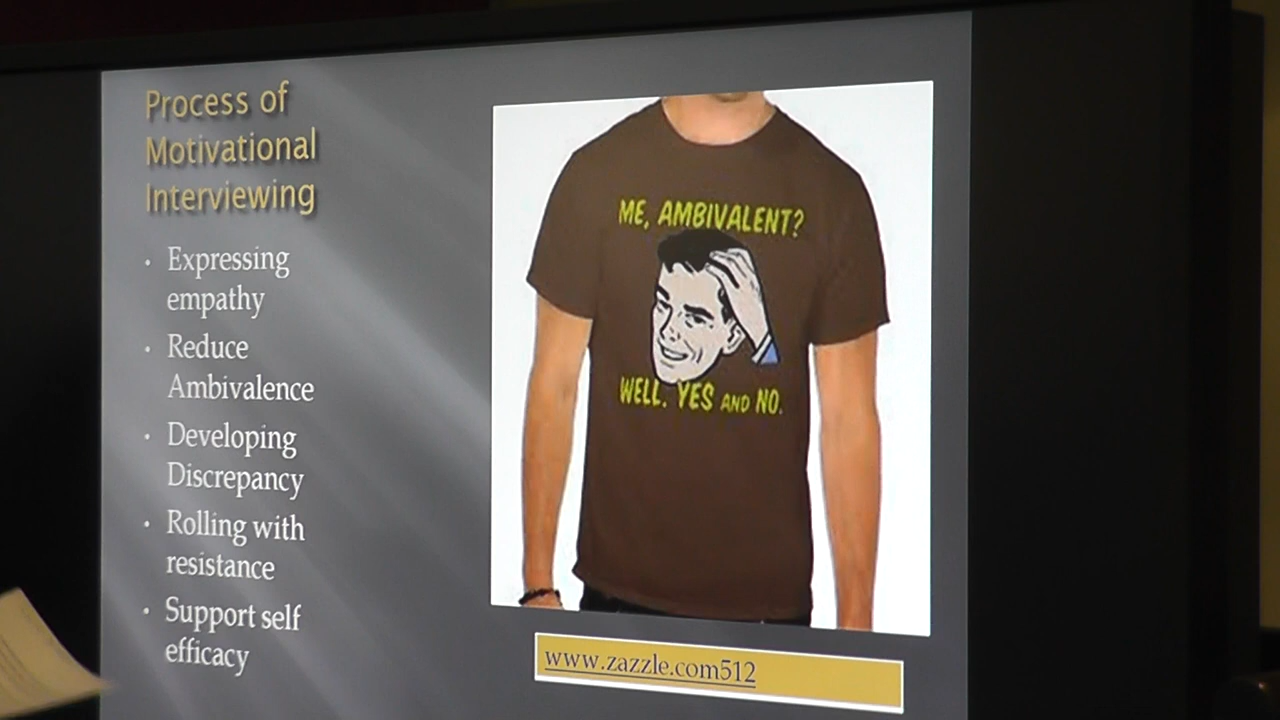 Process of
Motivational
Interviewing
• Expressing
empathy
• Reduce
Ambivalence
• Developing
Discrepancy
• Rolling with
resistance
• Support self
efficacy
ME, AMBIVALENT?
WELL. YES AND NO.
www.zazzle.com512